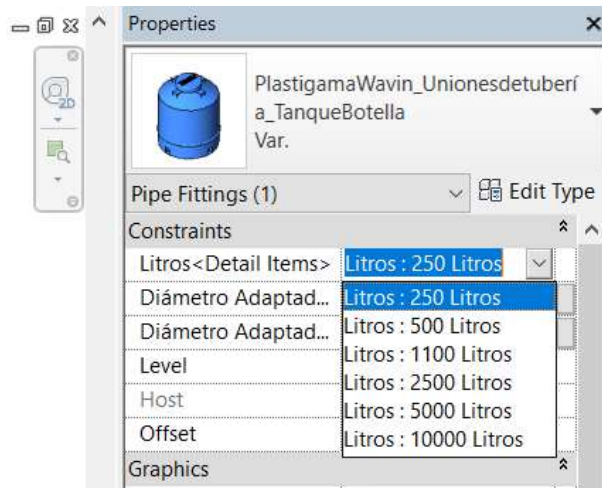 Properties
2D
PlastigamaWavin_Unionesdetuberí
a_TanqueBotella
Var.
Pipe Fittings (1)
Edit Type
Constraints
Litros<Detail Items>
Litros : 250 Litros
Diámetro Adaptad...
Litros : 250 Litros
Litros : 500 Litros
Diámetro Adaptad...
Litros : 1100 Litros
Level
Litros : 2500 Litros
Host
Litros : 5000 Litros
Offset
Litros : 10000 Litros
Graphics